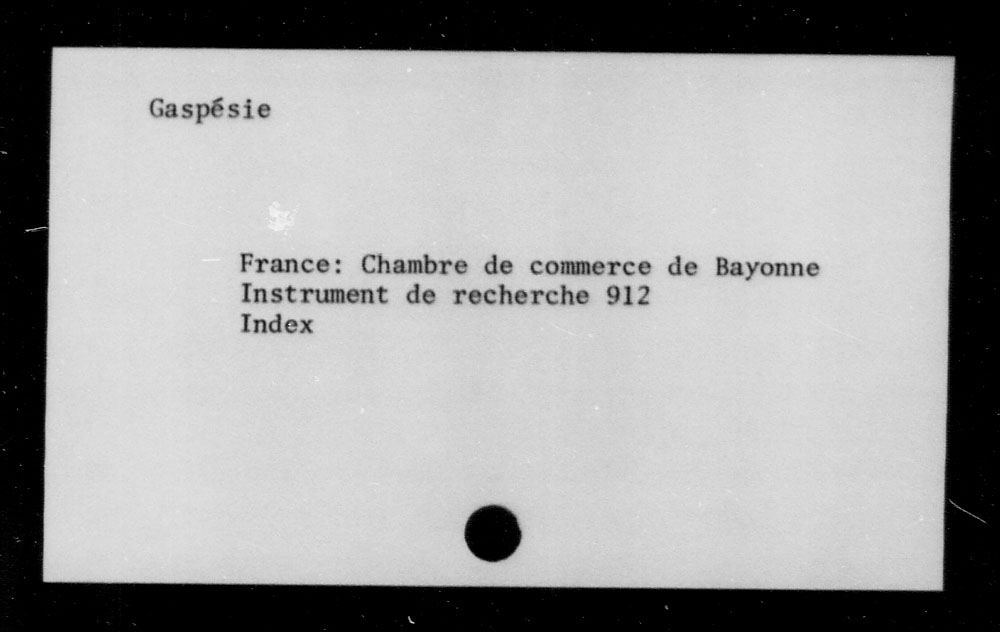 Gaspésie
France: Chambre de commerce de Bayonne
Instrument de recherche 912
Index